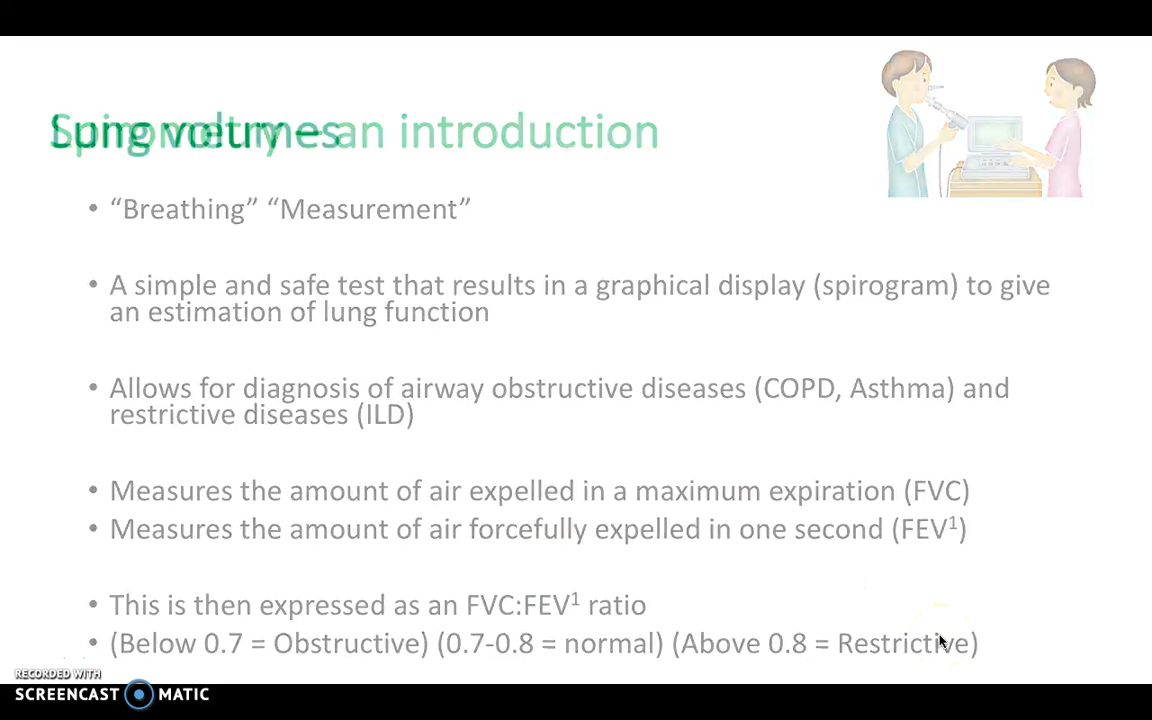 Spirometry – an introduction
Lung volumes
• “Breathing” “Measurement”
• A simple and safe test that results in a graphical display (spirogram) to give
an estimation of lung function
• Allows for diagnosis of airway obstructive diseases (COPD, Asthma) and
restrictive diseases (ILD)
• Measures the amount of air expelled in a maximum expiration (FVC)
• Measures the amount of air forcefully expelled in one second (FEV¹)
• This is then expressed as an FVC:FEV¹ ratio
• (Below 0.7 = Obstructive) (0.7-0.8 = normal) (Above 0.8 = Restrictive)
RECORDED WITH
SCREENCAST MATIC